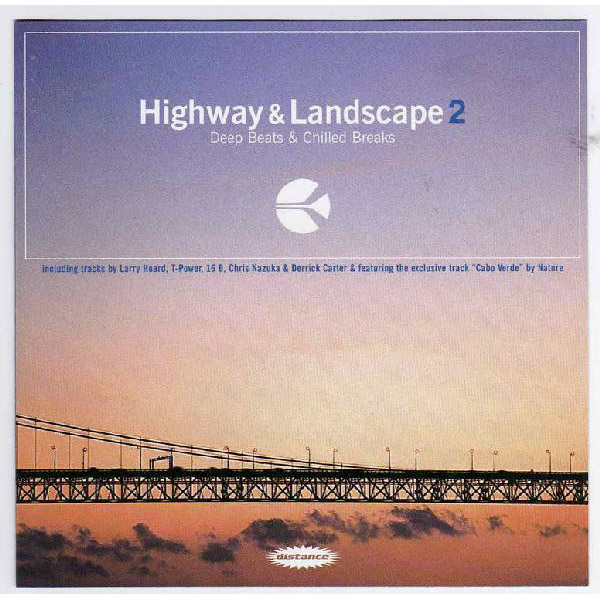 Highway & Landscape 2
Deep Beats & Chilled Breaks
including tracks by Larry Heard, T-Power, 16 B, Chris Nazuka & Derrick Carter & featuring the exclusive track "Cabo Verde" by Nature
distance